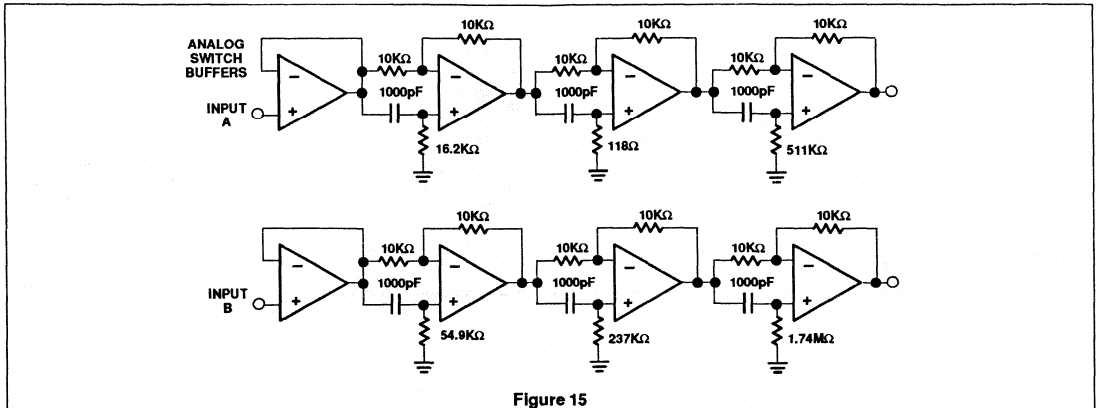 10KΩ 10KΩ 10KΩ
ANALOG
SWITCH
BUFFERS
10KΩ 10KΩ 10KΩ
− − − −
1000pF 1000pF 1000pF
INPUT
A
+ + + +
16.2KΩ 118Ω 511KΩ
10KΩ 10KΩ 10KΩ
10KΩ 10KΩ 10KΩ
− − − −
1000pF 1000pF 1000pF
INPUT
B
+ + + +
54.9KΩ 237KΩ 1.74MΩ
Figure 15